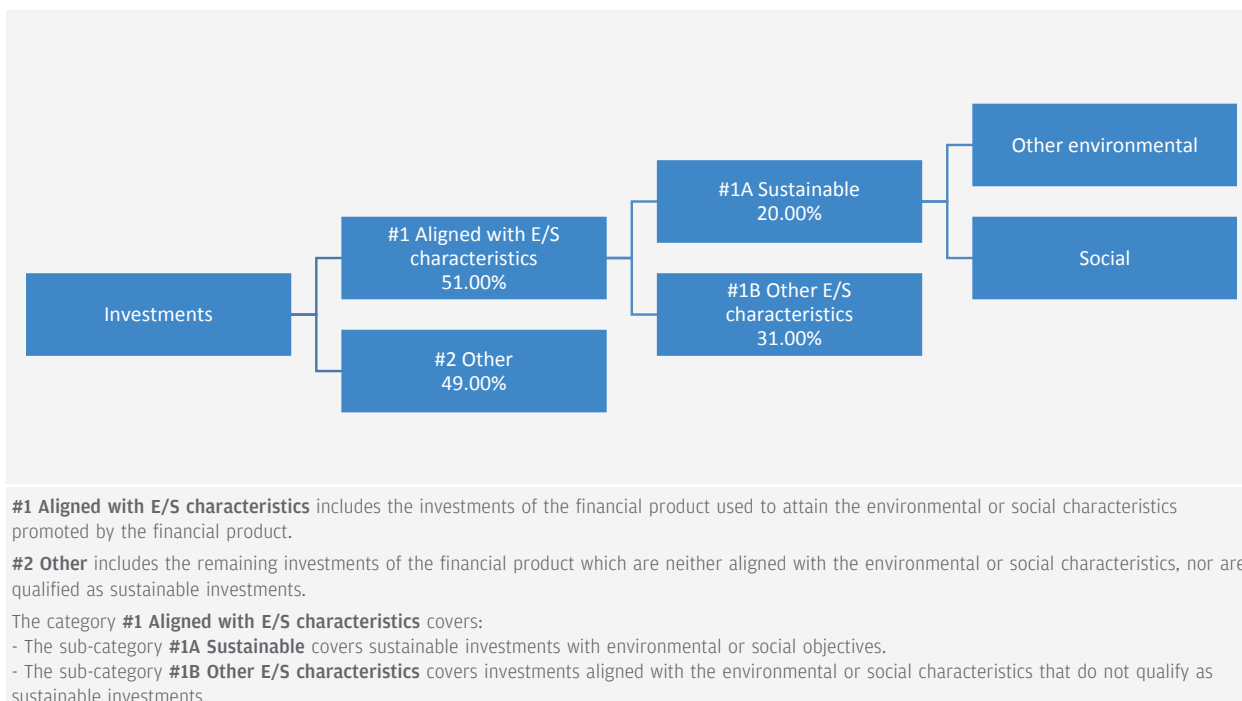 Other environmental
#1A Sustainable
20.00%
#1 Aligned with E/S
characteristics
51.00%
Social
#1B Other E/S
characteristics
31.00%
Investments
#2 Other
49.00%
#1 Aligned with E/S characteristics includes the investments of the financial product used to attain the environmental or social characteristics
promoted by the financial product.
#2 Other includes the remaining investments of the financial product which are neither aligned with the environmental or social characteristics, nor are
qualified as sustainable investments.
The category #1 Aligned with E/S characteristics covers:
- The sub-category #1A Sustainable covers sustainable investments with environmental or social objectives.
- The sub-category #1B Other E/S characteristics covers investments aligned with the environmental or social characteristics that do not qualify as
sustainable investments